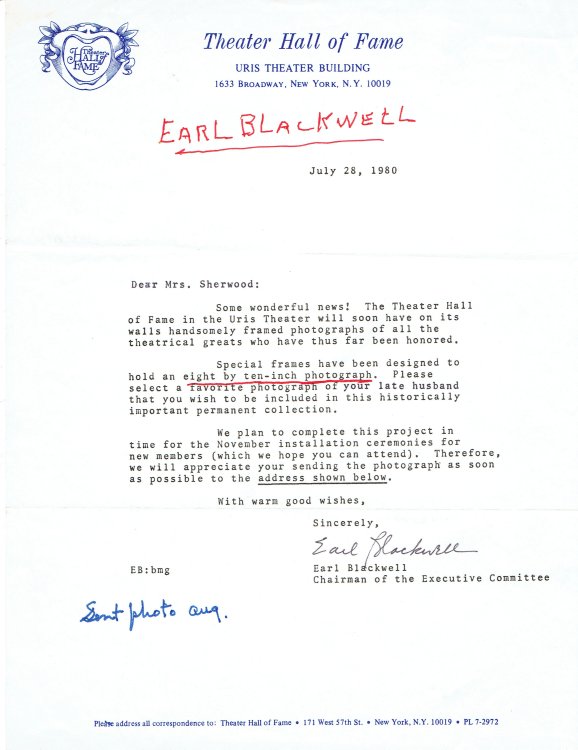 Theater
HALL of
FAME
Theater Hall of Fame
URIS THEATER BUILDING
1633 BROADWAY, NEW YORK, N.Y. 10019
EARL BLACKWELL
July 28, 1980
Dear Mrs. Sherwood:
Some wonderful news! The Theater Hall
of Fame in the Uris Theater will soon have on its
walls handsomely framed photographs of all the
theatrical greats who have thus far been honored.
Special frames have been designed to
hold an eight by ten-inch photograph. Please
select a favorite photograph of your late husband
that you wish to be included in this historically
important permanent collection.
We plan to complete this project in
time for the November installation ceremonies for
new members (which we hope you can attend). Therefore,
we will appreciate your sending the photograph as soon
as possible to the address shown below.
With warm good wishes,
Sincerely,
Earl Blackwell
Earl Blackwell
Chairman of the Executive Committee
EB:bmg
Sent photo aug.
Please address all correspondence to: Theater Hall of Fame • 171 West 57th St. • New York, N.Y. 10019 • PL 7-2972